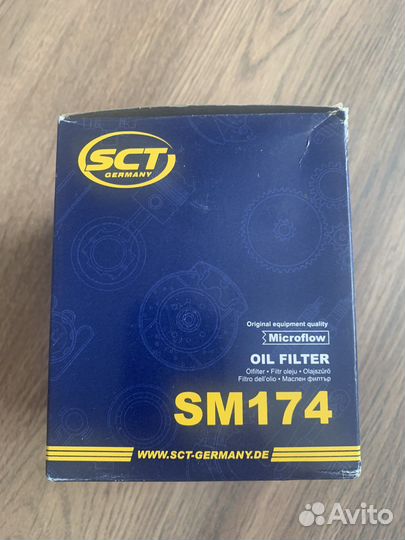 SCT
GERMANY
Original equipment quality
Microflow
OIL FILTER
Ölfilter • Filtr oleju • Olajszűrő
Filtro dell'olio • Маслен филтър
SM174
WWW.SCT-GERMANY.DE
Avito